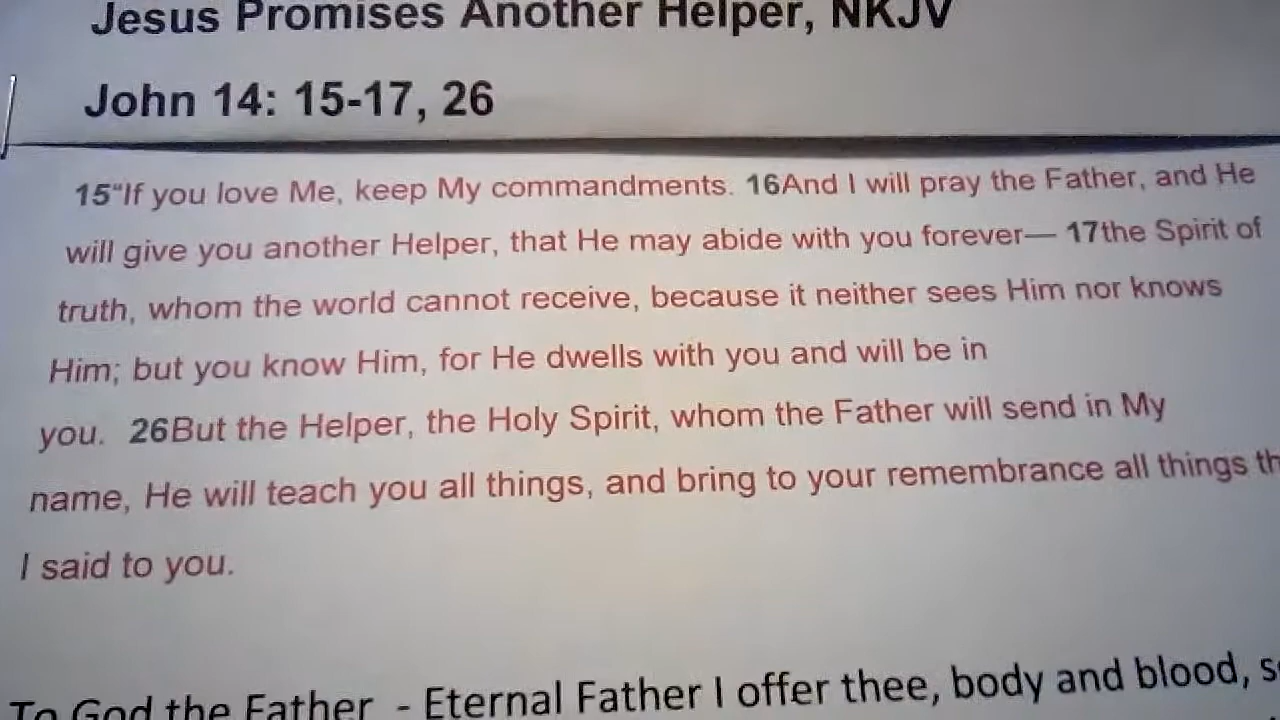 Jesus Promises Another Helper, NKJV
John 14: 15-17, 26
15“If you love Me, keep My commandments. 16And I will pray the Father, and He
will give you another Helper, that He may abide with you forever— 17the Spirit of
truth, whom the world cannot receive, because it neither sees Him nor knows
Him; but you know Him, for He dwells with you and will be in
you. 26But the Helper, the Holy Spirit, whom the Father will send in My
name, He will teach you all things, and bring to your remembrance all things
I said to you.
To God the Father - Eternal Father I offer thee, body and blood,